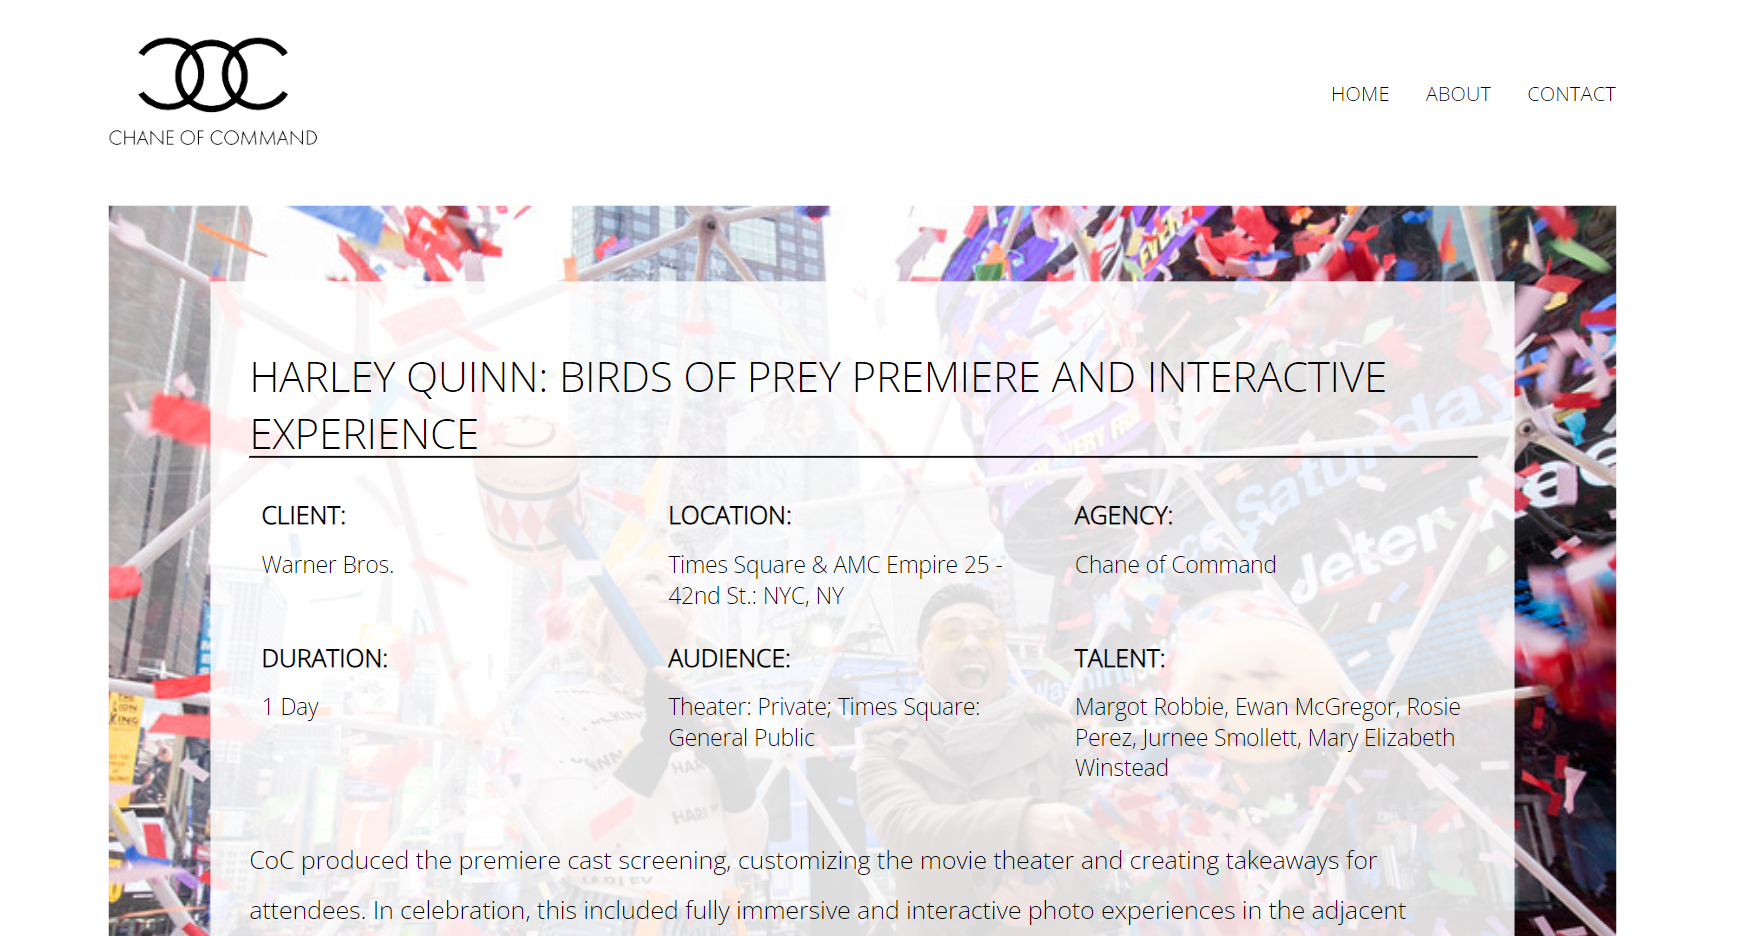 CHANE OF COMMAND
HOME ABOUT CONTACT
HARLEY QUINN: BIRDS OF PREY PREMIERE AND INTERACTIVE
EXPERIENCE
CLIENT:
Warner Bros.
LOCATION:
Times Square & AMC Empire 25 -
42nd St.: NYC, NY
AGENCY:
Chane of Command
DURATION:
1 Day
AUDIENCE:
Theater: Private; Times Square:
General Public
TALENT:
Margot Robbie, Ewan McGregor, Rosie
Perez, Jurnee Smollett, Mary Elizabeth
Winstead
CoC produced the premiere cast screening, customizing the movie theater and creating takeaways for
attendees. In celebration, this included fully immersive and interactive photo experiences in the adjacent
Saturday
Jeter
VERY
KING